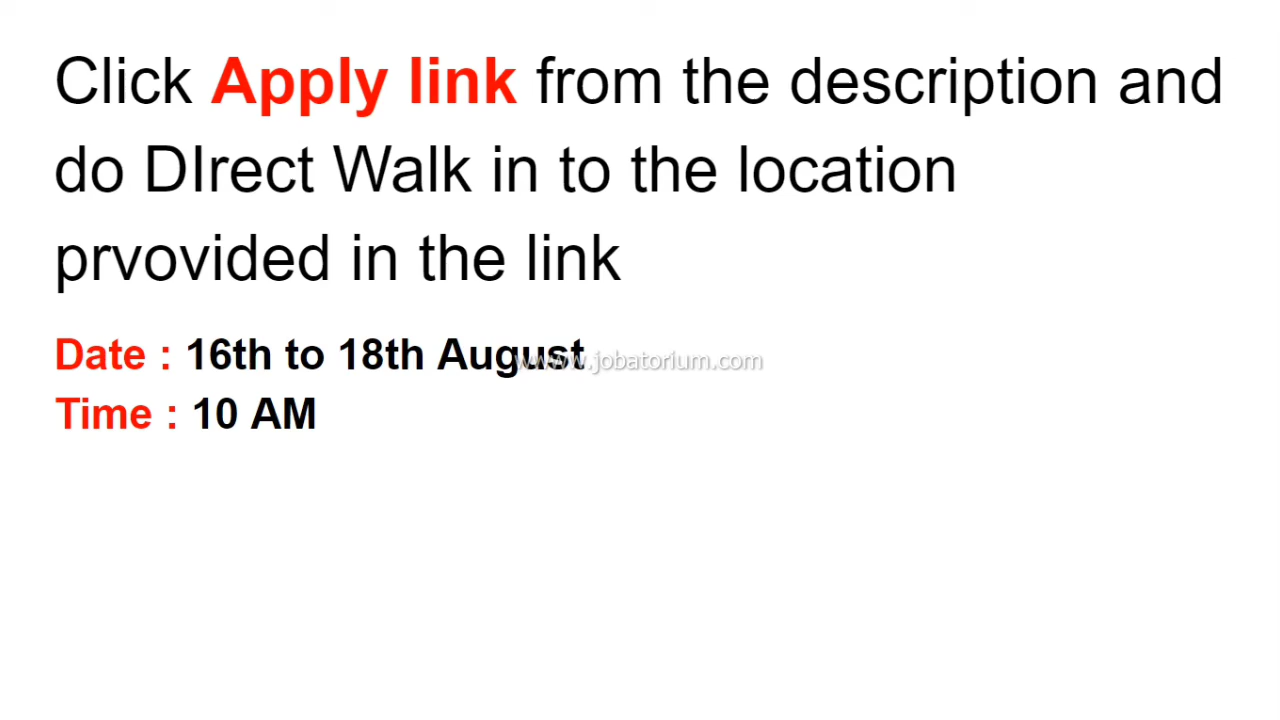 Click Apply link from the description and
do DIrect Walk in to the location
prvovided in the link
Date : 16th to 18th August
www.jobatorium.com
Time : 10 AM